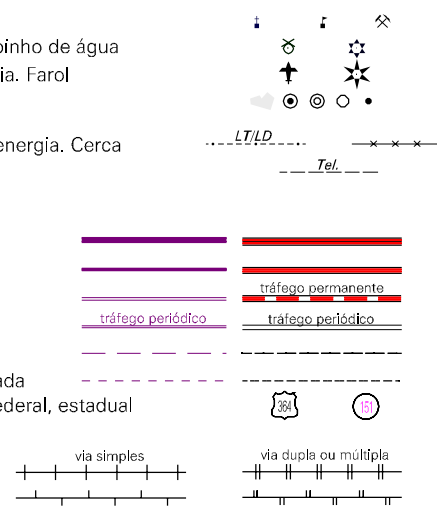 inho de água
ia. Farol
energia. Cerca
LT/LD
Tel.
tráfego permanente
tráfego periódico
tráfego periódico
ada
ederal, estadual
364
151
via simples
via dupla ou múltipla